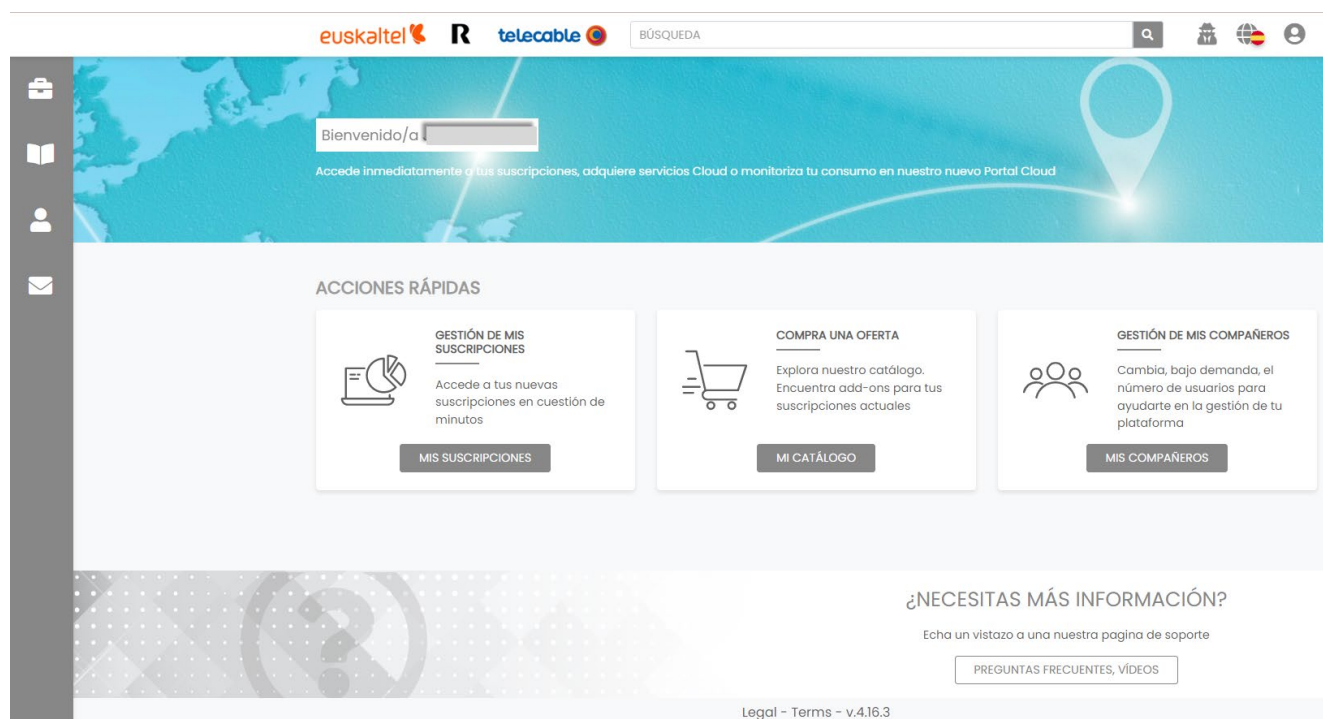 euskaltel R telecable BÚSQUEDA
Bienvenido/a
Accede inmediatamente a tus suscripciones, adquiere servicios Cloud o monitoriza tu consumo en nuestro nuevo Portal Cloud
ACCIONES RÁPIDAS
GESTIÓN DE MIS
SUSCRIPCIONES
Accede a tus nuevas
suscripciones en cuestión de
minutos
MIS SUSCRIPCIONES
COMPRA UNA OFERTA
Explora nuestro catálogo.
Encuentra add-ons para tus
suscripciones actuales
MI CATÁLOGO
GESTIÓN DE MIS COMPAÑEROS
Cambia, bajo demanda, el
número de usuarios para
ayudarte en la gestión de tu
plataforma
MIS COMPAÑEROS
¿NECESITAS MÁS INFORMACIÓN?
Echa un vistazo a una nuestra pagina de soporte
PREGUNTAS FRECUENTES, VÍDEOS
Legal - Terms - v.4.16.3